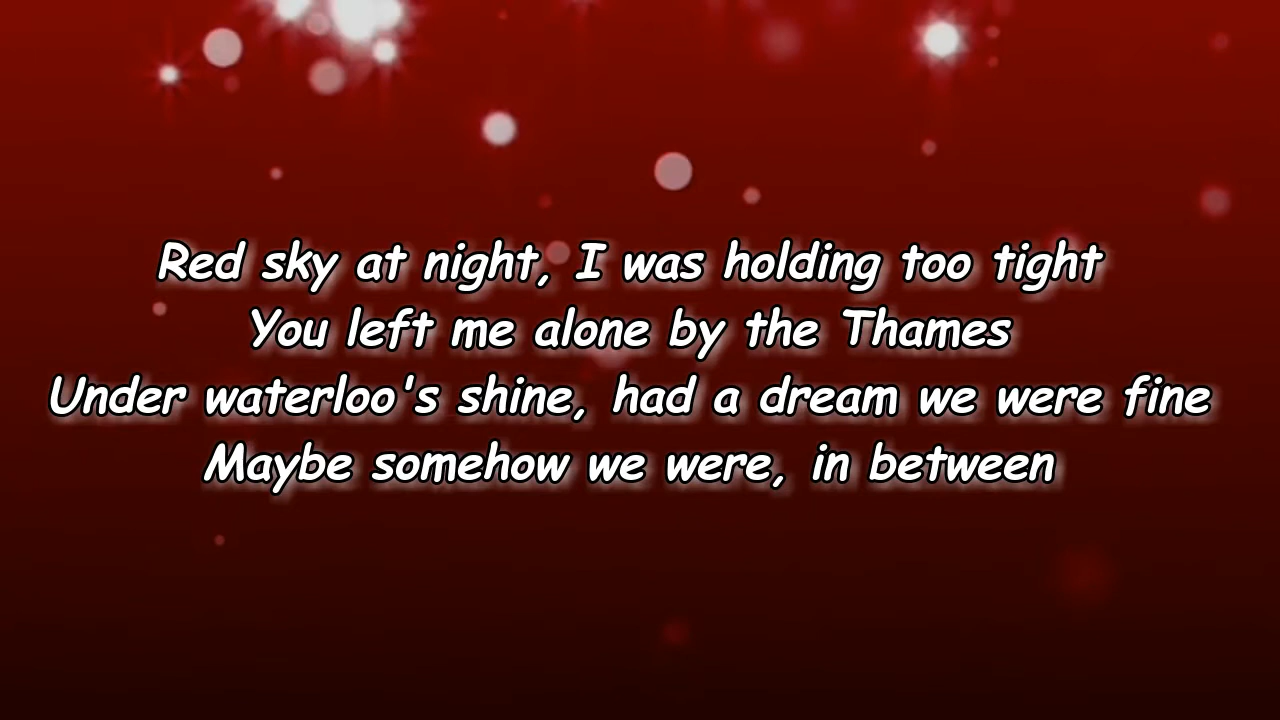 Red sky at night, I was holding too tight
You left me alone by the Thames
Under waterloo's shine, had a dream we were fine
Maybe somehow we were, in between